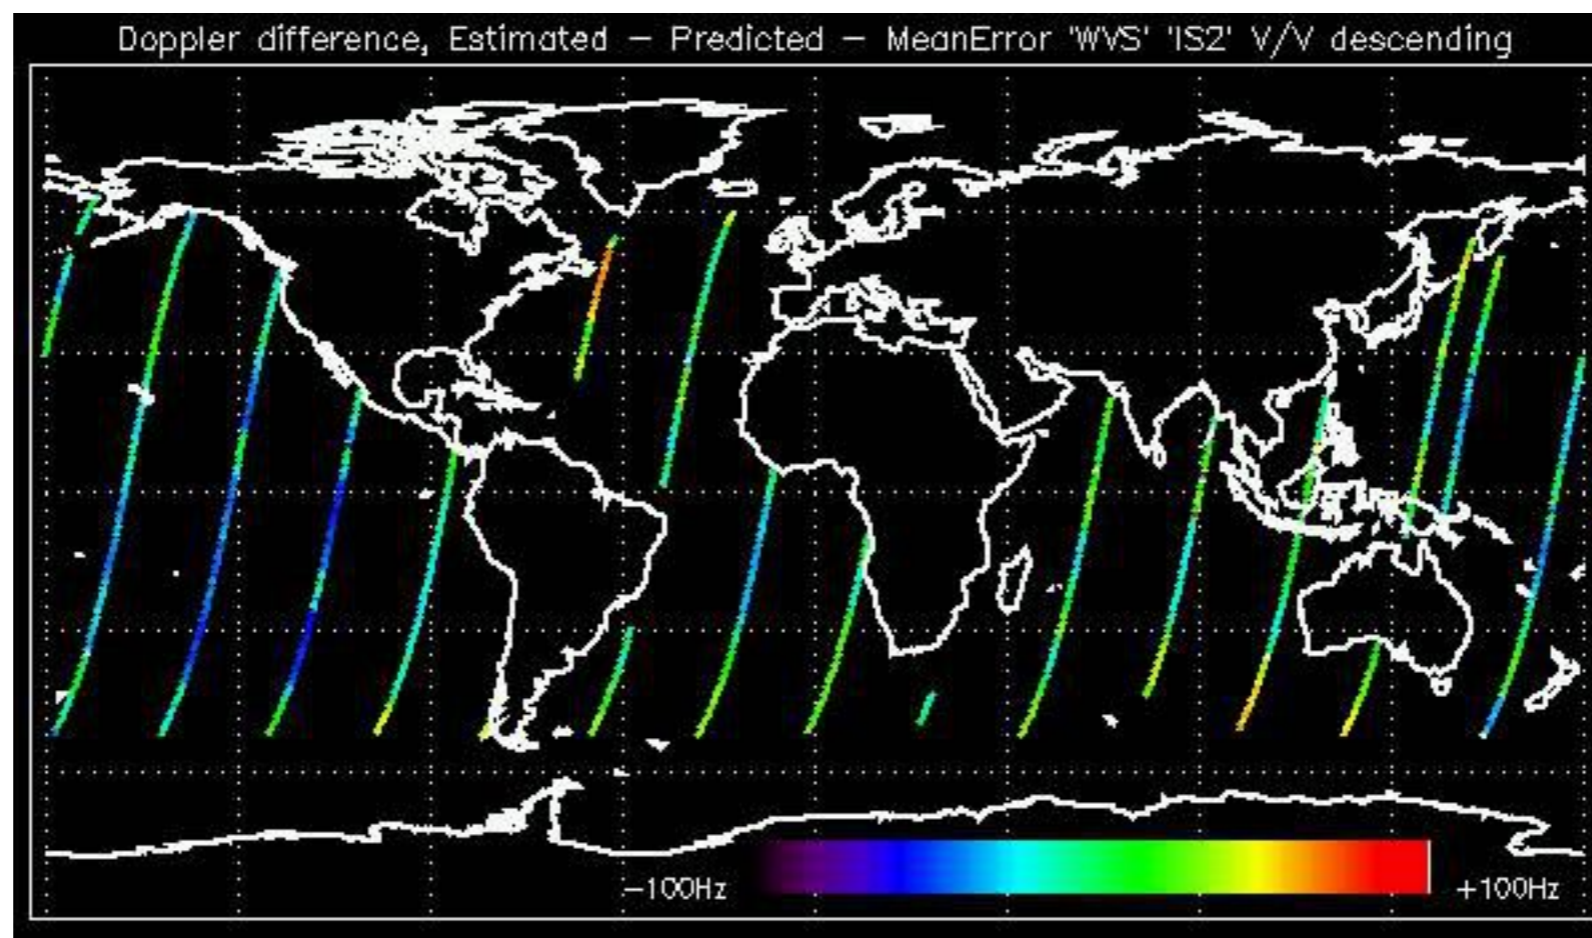 Doppler difference, Estimated – Predicted – MeanError 'WVS' 'IS2' V/V descending
–100Hz
+100Hz